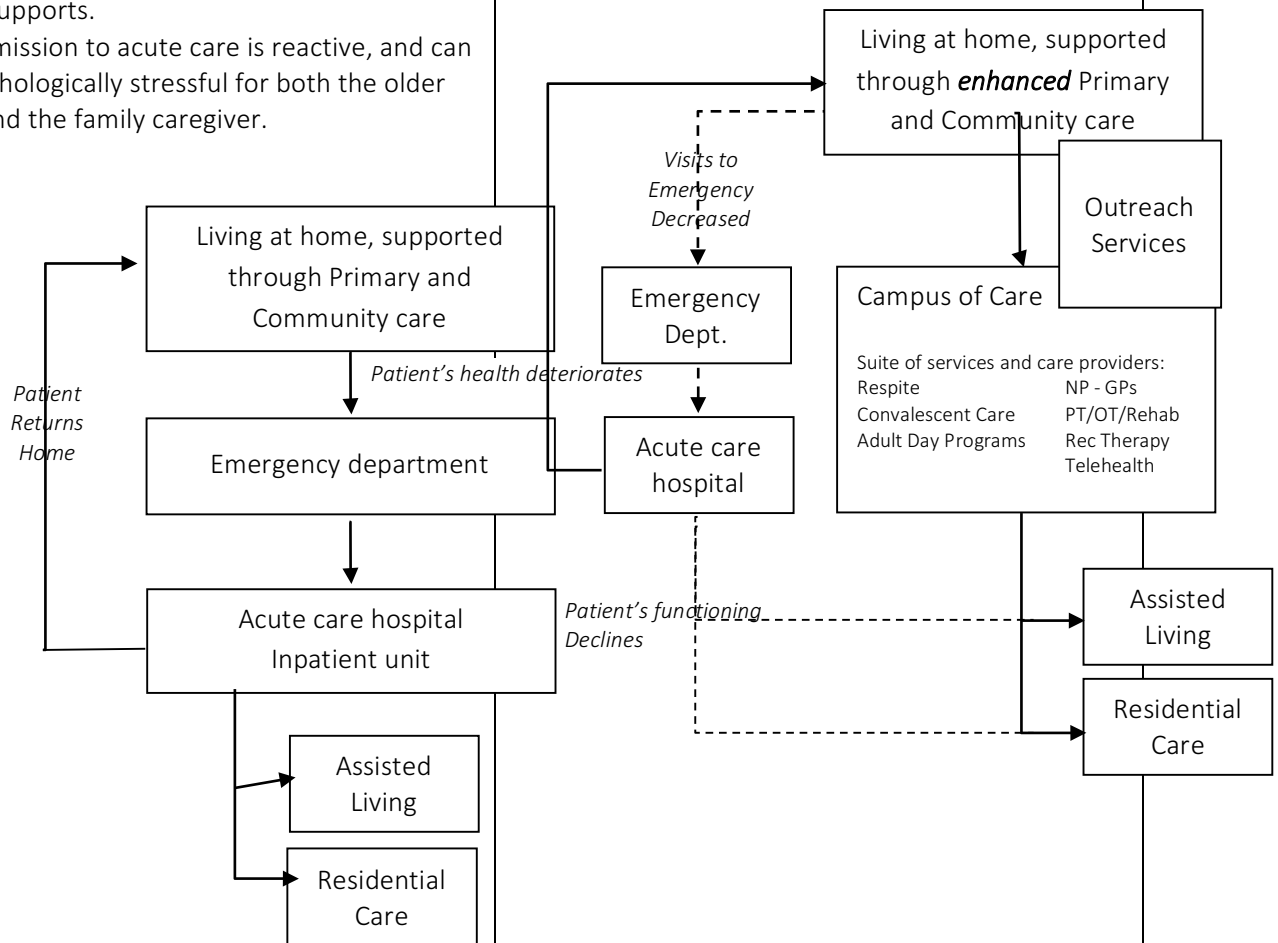 mission to acute care is reactive, and can
for both the older
the family caregiver.
Living at home, supported
through Primary and
Community care
Patient’s health deteriorates
Patient
Returns
Home
Emergency department
Acute care hospital
Inpatient unit
Patient’s functioning
Declines
Assisted
Living
Residential
Care
Living at home, supported
through enhanced Primary
and Community care
Visits to
Emergency
Decreased
Emergency
Dept.
Acute care
hospital
Outreach
Services
Campus of Care
Suite of services and care providers:
Respite NP - GPs
Convalescent Care PT/OT/Rehab
Adult Day Programs Rec Therapy
Telehealth
Assisted
Living
Residential
Care